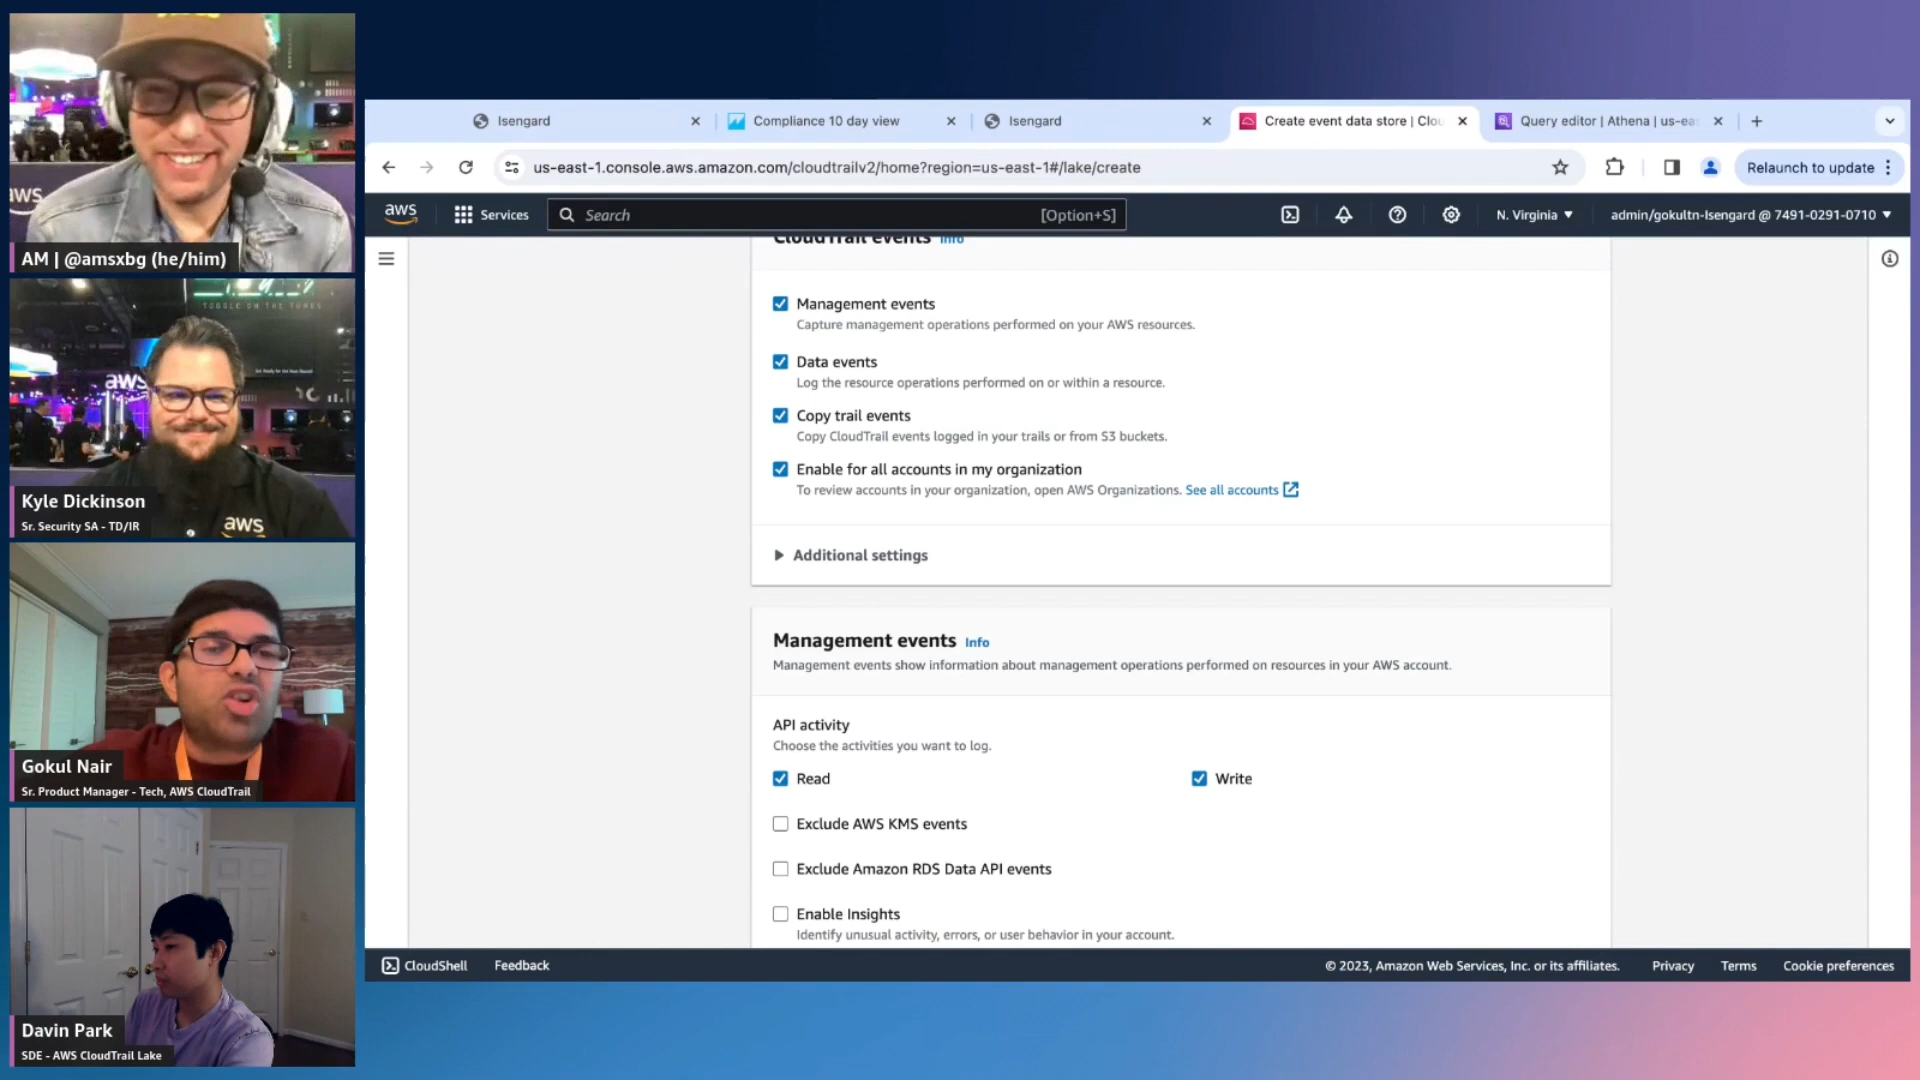 aws
AM | @amsxbg (he/him)
TOGGLE ON THE TUNES
aws
aws
Kyle Dickinson
Sr. Security SA - TD/IR
Gokul Nair
Sr. Product Manager - Tech, AWS CloudTrail
Davin Park
SDE - AWS CloudTrail Lake
Isengard
Compliance 10 day view
Isengard
Create event data store | Clou
Query editor | Athena | us-eas
us-east-1.console.aws.amazon.com/cloudtrailv2/home?region=us-east-1#/lake/create
Relaunch to update
aws
Services
Search
[Option+S]
N. Virginia
admin/gokultn-Isengard @ 7491-0291-0710
CloudTrail events Info
Management events
Capture management operations performed on your AWS resources.
Data events
Log the resource operations performed on or within a resource.
Copy trail events
Copy CloudTrail events logged in your trails or from S3 buckets.
Enable for all accounts in my organization
To review accounts in your organization, open AWS Organizations. See all accounts
Additional settings
Management events Info
Management events show information about management operations performed on resources in your AWS account.
API activity
Choose the activities you want to log.
Read
Write
Exclude AWS KMS events
Exclude Amazon RDS Data API events
Enable Insights
Identify unusual activity, errors, or user behavior in your account.
CloudShell
Feedback
© 2023, Amazon Web Services, Inc. or its affiliates.
Privacy
Terms
Cookie preferences